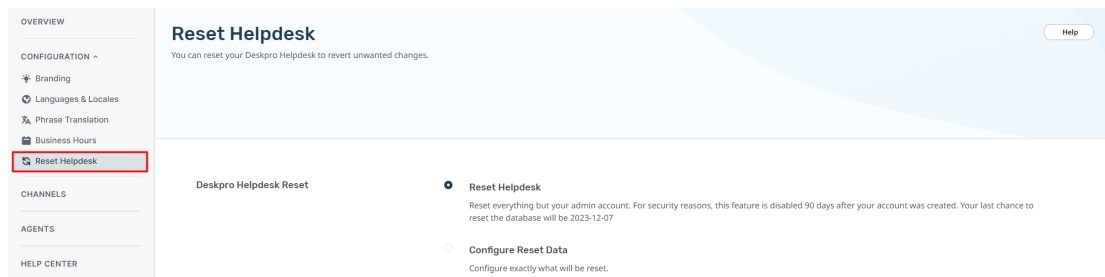 OVERVIEW
CONFIGURATION
Branding
Languages & Locales
Phrase Translation
Business Hours
Reset Helpdesk
CHANNELS
AGENTS
HELP CENTER
Reset Helpdesk
You can reset your Deskpro Helpdesk to revert unwanted changes.
Help
Deskpro Helpdesk Reset
Reset Helpdesk
Reset everything but your admin account. For security reasons, this feature is disabled 90 days after your account was created. Your last chance to
reset the database will be 2023-12-07
Configure Reset Data
Configure exactly what will be reset.